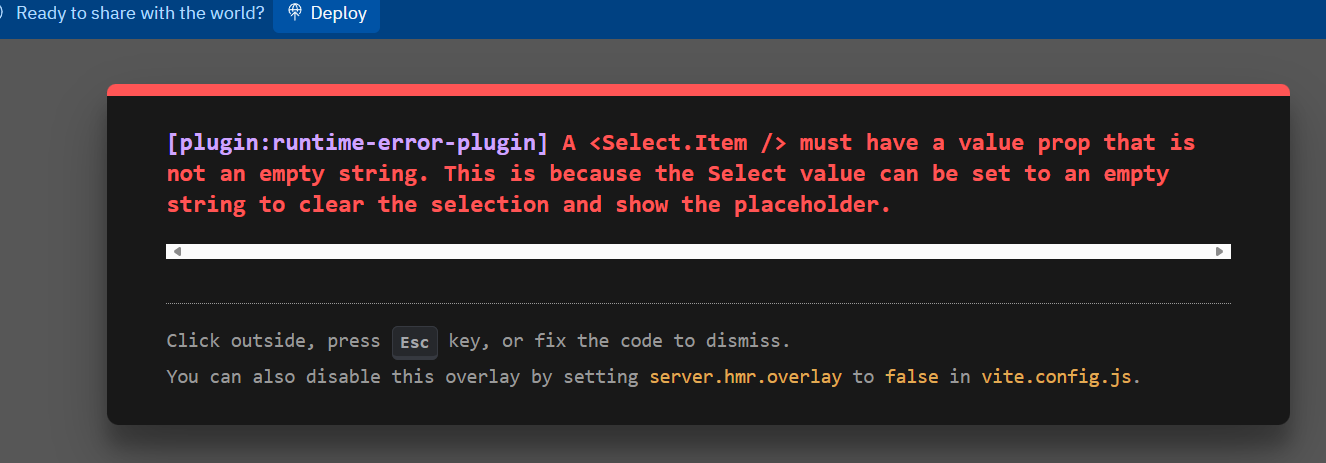 Ready to share with the world? Deploy
[plugin:runtime-error-plugin] A <Select.Item /> must have a value prop that is
not an empty string. This is because the Select value can be set to an empty
string to clear the selection and show the placeholder.
Click outside, press Esc key, or fix the code to dismiss.
You can also disable this overlay by setting server.hmr.overlay to false in vite.config.js.